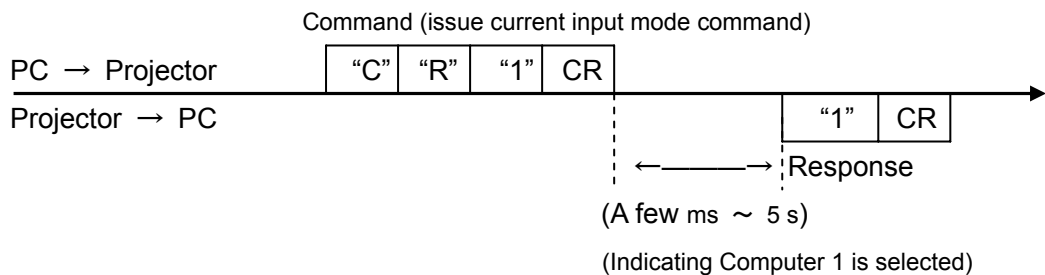 Command (issue current input mode command)
PC → Projector “C” “R” “1” CR
Projector → PC “1” CR
←———→ Response
(A few ms ～ 5 s)
(Indicating Computer 1 is selected)